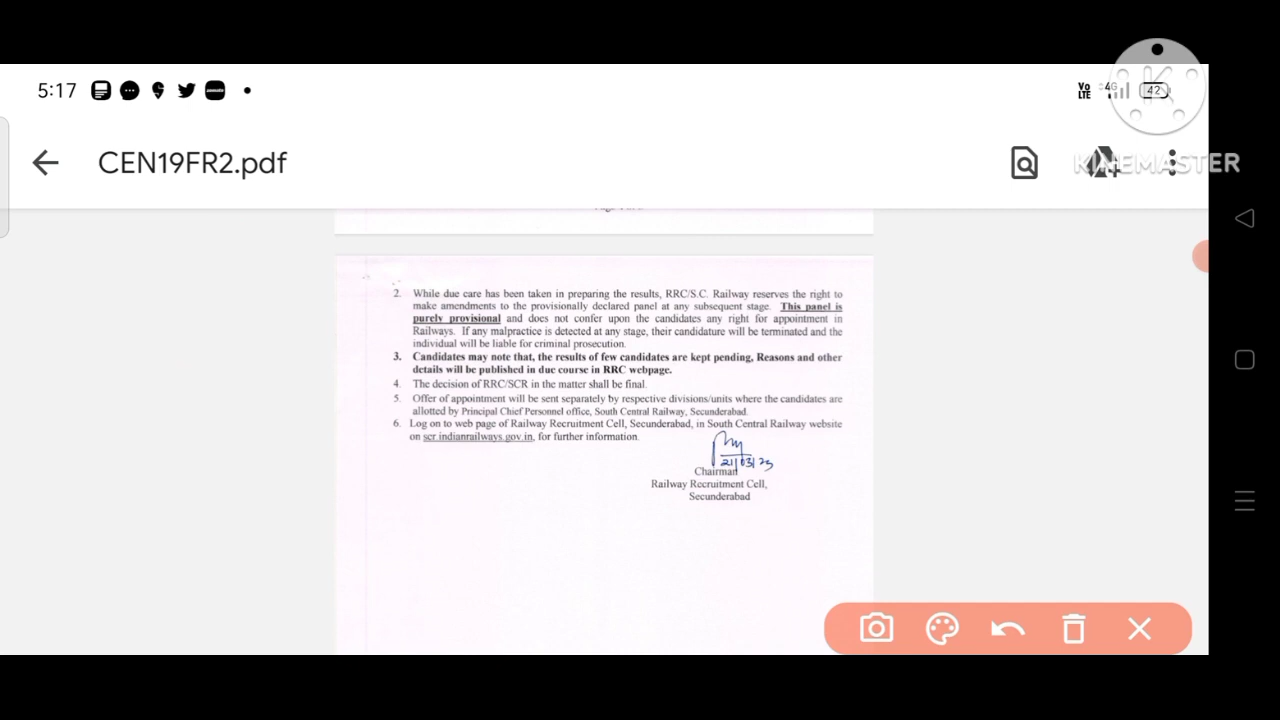 5:17
Vo LTE 4G 42
KINEMASTER
CEN19FR2.pdf
2. While due care has been taken in preparing the results, RRC/S.C. Railway reserves the right to
make amendments to the provisionally declared panel at any subsequent stage. This panel is
purely provisional and does not confer upon the candidates any right for appointment in
Railways. If any malpractice is detected at any stage, their candidature will be terminated and the
individual will be liable for criminal prosecution.
3. Candidates may note that, the results of few candidates are kept pending, Reasons and other
details will be published in due course in RRC webpage.
4. The decision of RRC/SCR in the matter shall be final.
5. Offer of appointment will be sent separately by respective divisions/units where the candidates are
allotted by Principal Chief Personnel office, South Central Railway, Secunderabad.
6. Log on to web page of Railway Recruitment Cell, Secunderabad, in South Central Railway website
on scr.indianrailways.gov.in, for further information.
21/03/23
Chairman
Railway Recruitment Cell,
Secunderabad